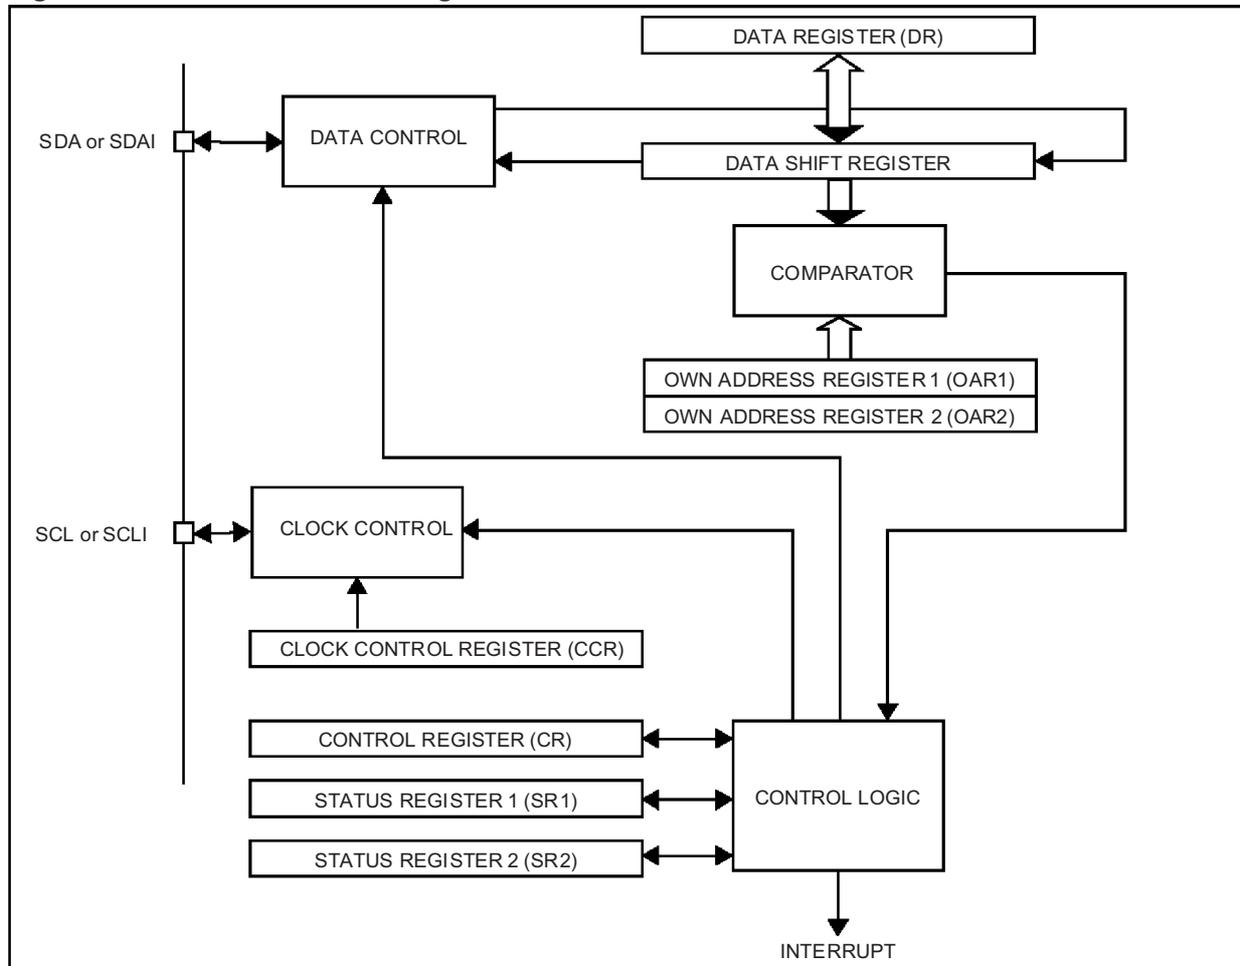 DATA REGISTER (DR)
SDA or SDAI
DATA CONTROL
DATA SHIFT REGISTER
COMPARATOR
OWN ADDRESS REGISTER 1 (OAR1)
OWN ADDRESS REGISTER 2 (OAR2)
SCL or SCLI
CLOCK CONTROL
CLOCK CONTROL REGISTER (CCR)
CONTROL REGISTER (CR)
STATUS REGISTER 1 (SR1)
CONTROL LOGIC
STATUS REGISTER 2 (SR2)
INTERRUPT